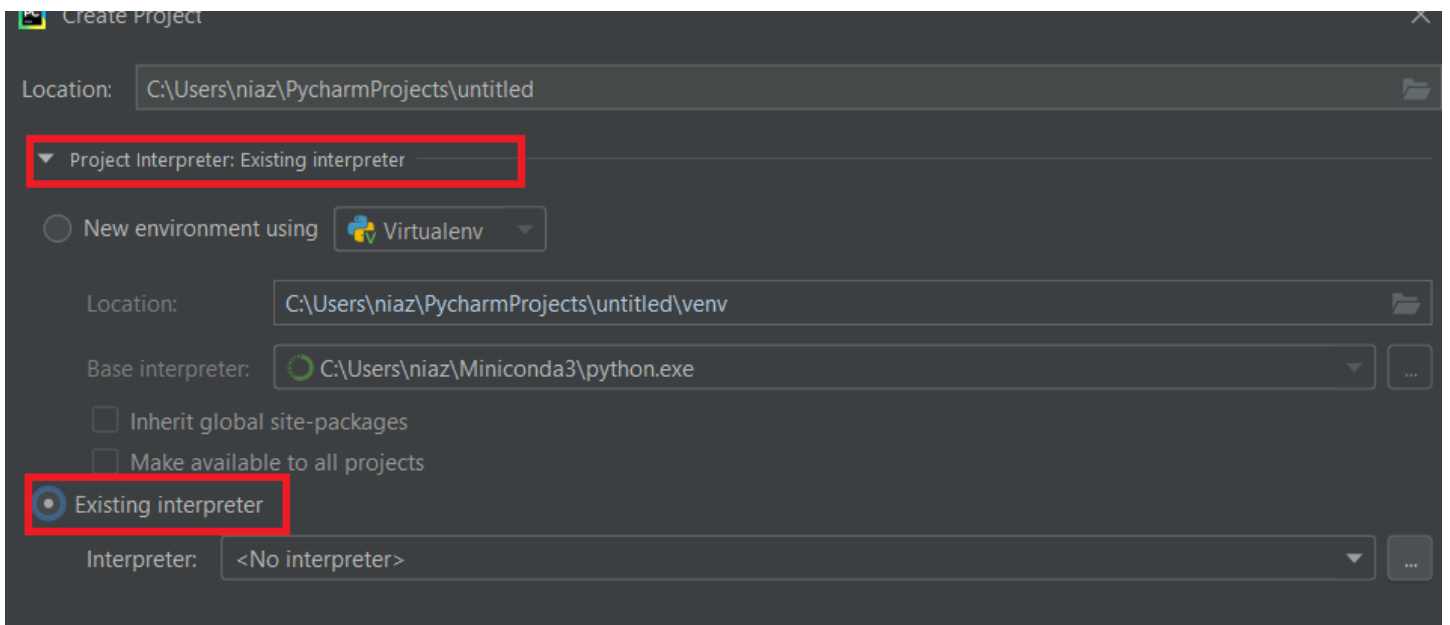 PC Create Project
Location: C:\Users\niaz\PycharmProjects\untitled
Project Interpreter: Existing interpreter
New environment using Virtualenv
Location: C:\Users\niaz\PycharmProjects\untitled\venv
Base interpreter: C:\Users\niaz\Miniconda3\python.exe ...
Inherit global site-packages
Make available to all projects
Existing interpreter
Interpreter: <No interpreter> ...